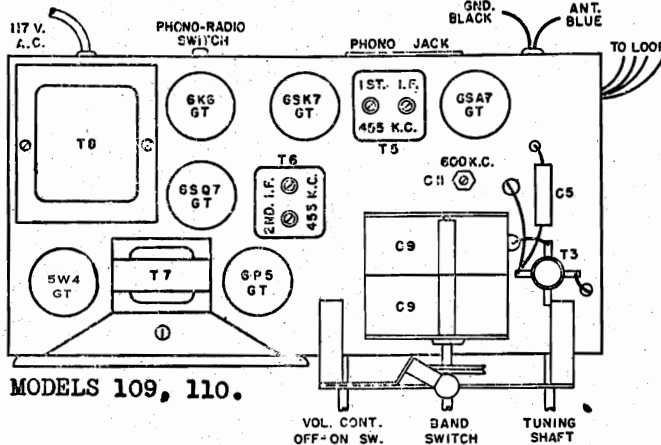 117 V.
A.C.
PHONO-RADIO
SWITCH
PHONO JACK
GND.
BLACK
ANT.
BLUE
TO LOOP
T8
6K6
GT
6SK7
GT
1ST. I.F.
455 K.C.
T5
6SA7
GT
6SQ7
GT
T6
2ND. I.F.
455 K.C.
600 K.C.
C11
C5
T3
5W4
GT
T7
6P5
GT
C9
C9
MODELS 109, 110.
VOL. CONT.
OFF-ON SW.
BAND
SWITCH
TUNING
SHAFT